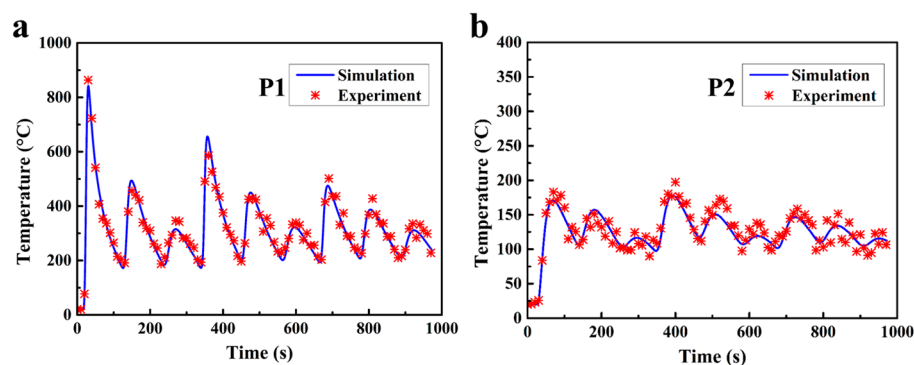 a
1000
800
600
400
200
0
0 200 400 600 800 1000
Temperature (°C)
Time (s)
P1
Simulation
Experiment
b
400
350
300
250
200
150
100
50
0
0 200 400 600 800 1000
Temperature (°C)
Time (s)
P2
Simulation
Experiment